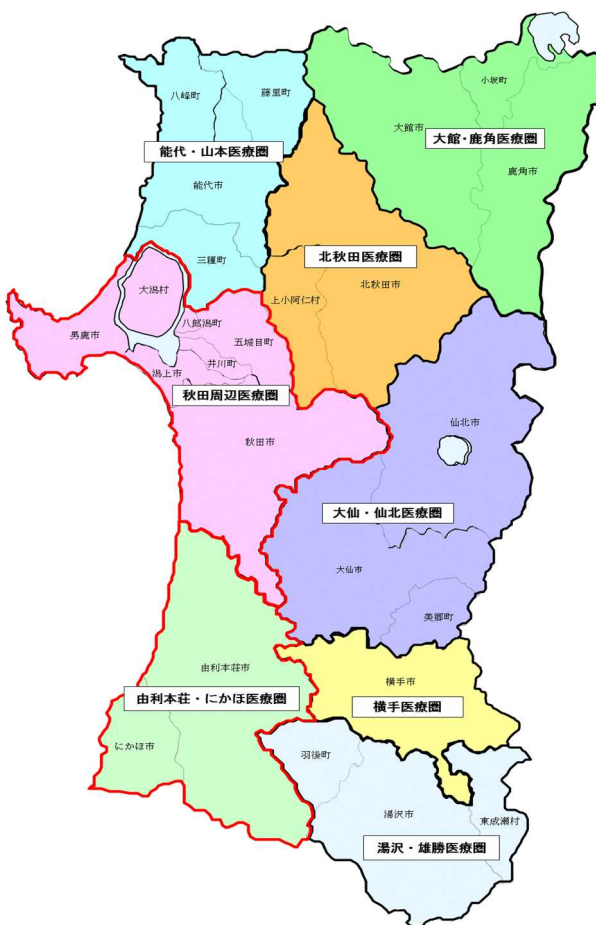 小坂町
八峰町
藤里町
大館市
大館・鹿角医療圏
能代・山本医療圏
鹿角市
能代市
三種町
北秋田医療圏
北秋田市
大潟村
上小阿仁村
八郎潟町
男鹿市
五城目町
井川町
潟上市
秋田周辺医療圏
仙北市
秋田市
大仙・仙北医療圏
大仙市
美郷町
由利本荘市
横手市
由利本荘・にかほ医療圏
横手医療圏
にかほ市
羽後町
湯沢市
東成瀬村
湯沢・雄勝医療圏